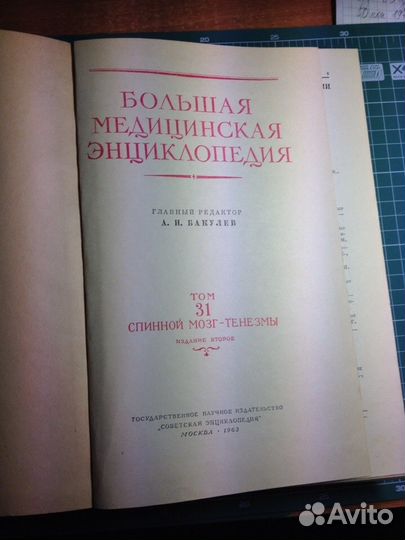 БОЛЬШАЯ
МЕДИЦИНСКАЯ
ЭНЦИКЛОПЕДИЯ
ГЛАВНЫЙ РЕДАКТОР
А. И. БАКУЛЕВ
ТОМ
31
СПИННОЙ МОЗГ-ТЕНЕЗМЫ
ИЗДАНИЕ ВТОРОЕ
ГОСУДАРСТВЕННОЕ НАУЧНОЕ ИЗДАТЕЛЬСТВО
„СОВЕТСКАЯ ЭНЦИКЛОПЕДИЯ"
МОСКВА · 1963
Avito